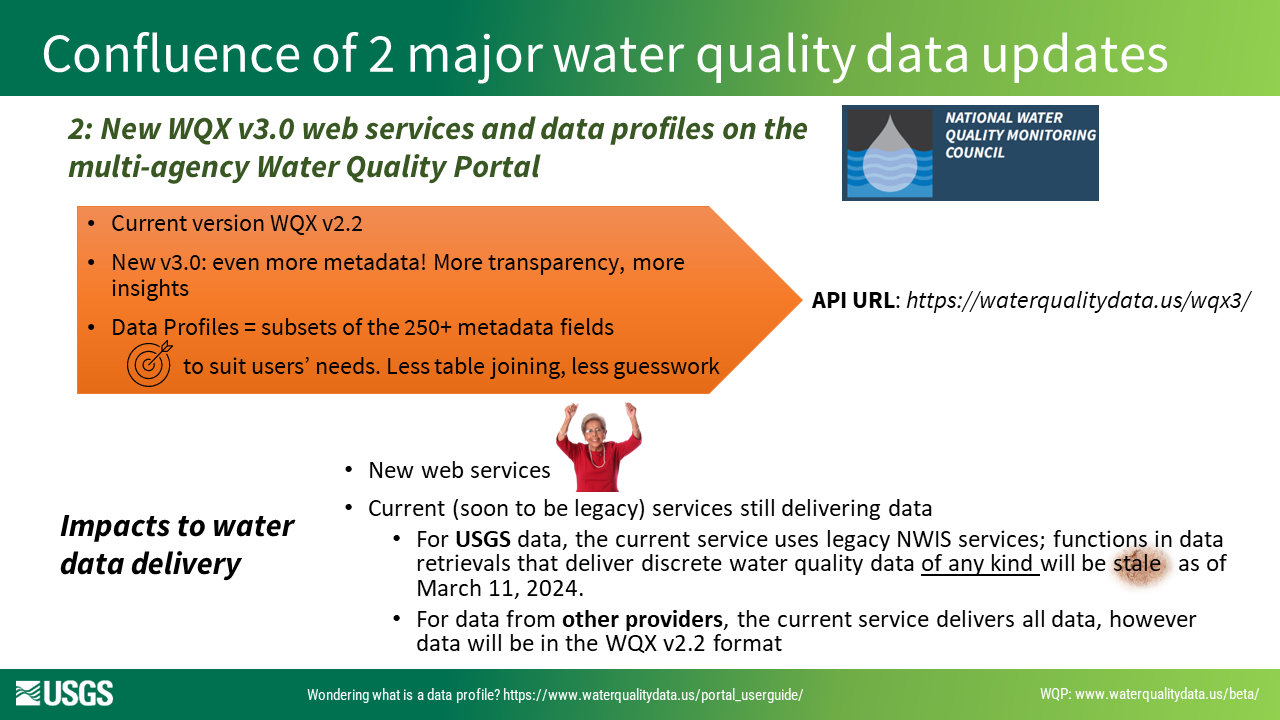 Confluence of 2 major water quality data updates
2: New WQX v3.0 web services and data profiles on the
multi-agency Water Quality Portal
NATIONAL WATER
QUALITY MONITORING
COUNCIL
• Current version WQX v2.2
• New v3.0: even more metadata! More transparency, more
insights
• Data Profiles = subsets of the 250+ metadata fields
to suit users’ needs. Less table joining, less guesswork
API URL: https://waterqualitydata.us/wqx3/
• New web services
• Current (soon to be legacy) services still delivering data
Impacts to water
data delivery
• For USGS data, the current service uses legacy NWIS services; functions in data
retrievals that deliver discrete water quality data of any kind will be stale as of
March 11, 2024.
• For data from other providers, the current service delivers all data, however
data will be in the WQX v2.2 format
USGS
Wondering what is a data profile? https://www.waterqualitydata.us/portal_userguide/
WQP: www.waterqualitydata.us/beta/